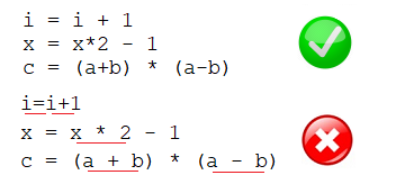 i = i + 1
x = x*2 - 1
c = (a+b) * (a-b)
i=i+1
x = x * 2 - 1
c = (a + b) * (a - b)